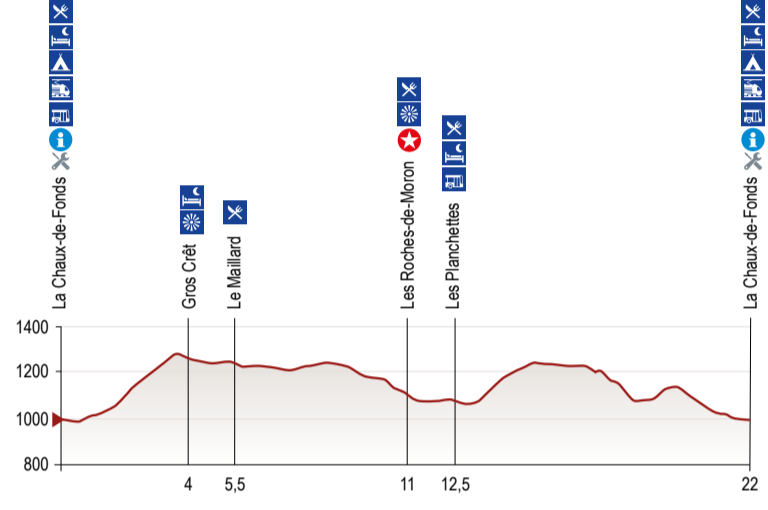 La Chaux-de-Fonds
Gros Crêt
Le Maillard
Les Roches-de-Moron
Les Planchettes
La Chaux-de-Fonds
1400
1200
1000
800
4
5,5
11
12,5
22